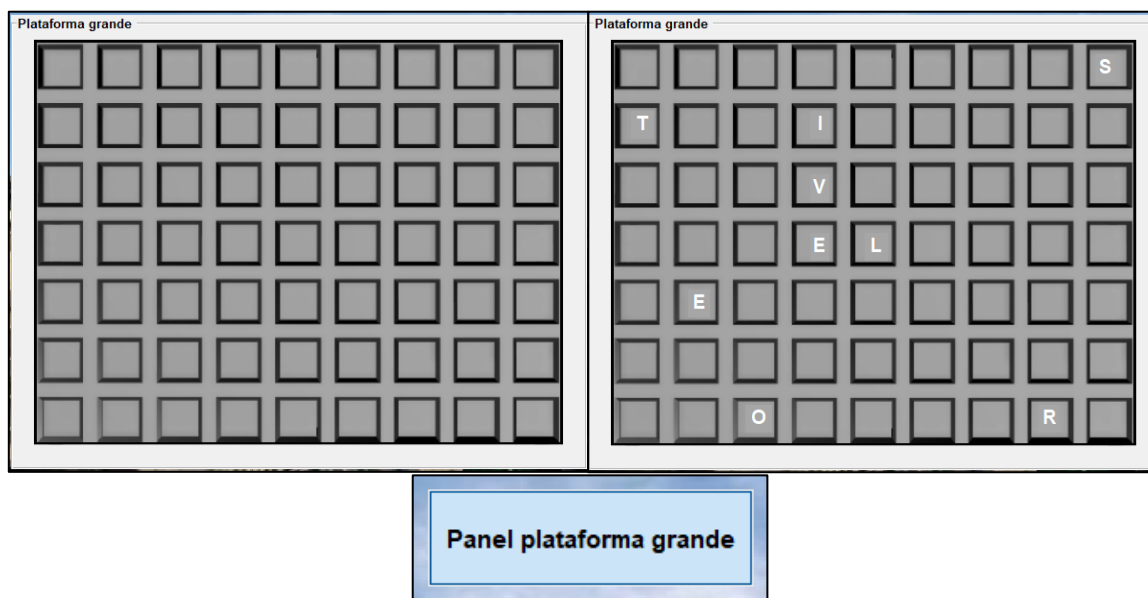 Plataforma grande
Plataforma grande
S
T I
V
E L
E
O R
Panel plataforma grande